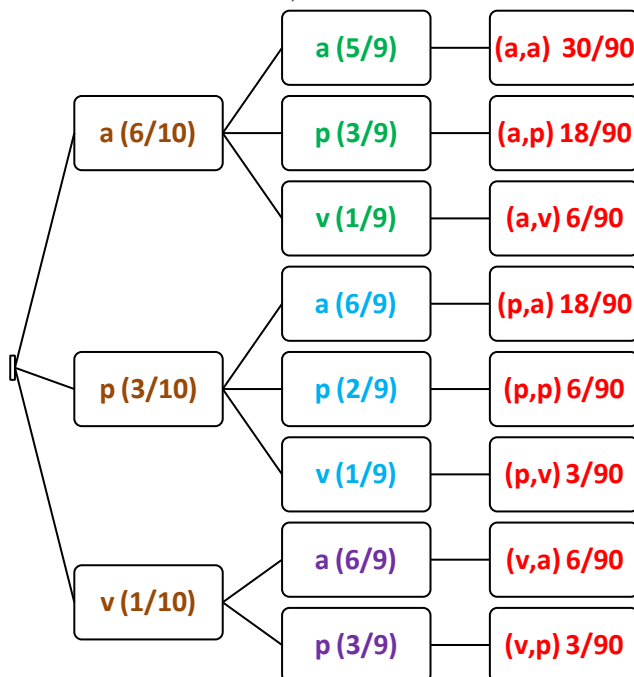 a (5/9)
(a,a) 30/90
a (6/10)
p (3/9)
(a,p) 18/90
v (1/9)
(a,v) 6/90
a (6/9)
(p,a) 18/90
p (3/10)
p (2/9)
(p,p) 6/90
v (1/9)
(p,v) 3/90
a (6/9)
(v,a) 6/90
v (1/10)
p (3/9)
(v,p) 3/90